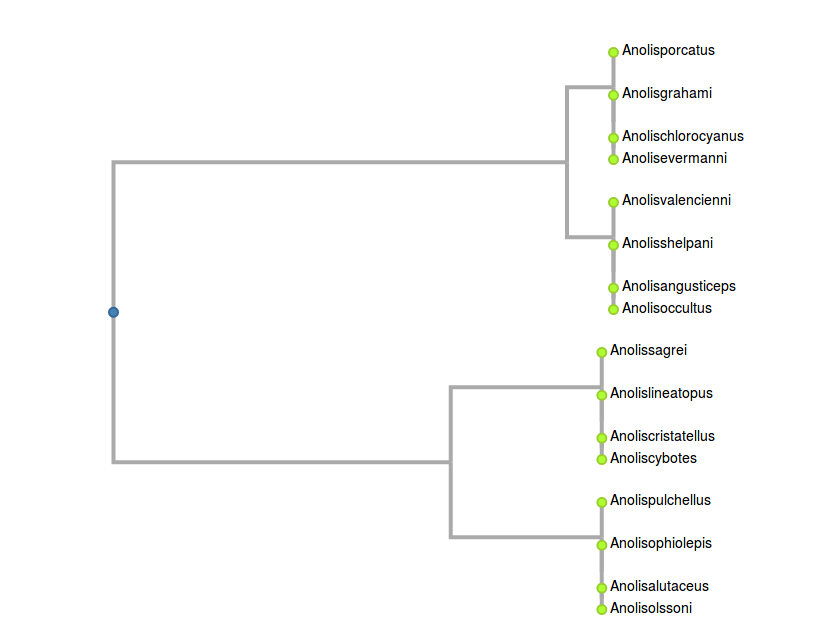 Anolisporcatus
Anolisgrahami
Anolischlorocyanus
Anolisevermanni
Anolisvalencienni
Anolisshelpani
Anolisangusticeps
Anolisoccultus
Anolissagrei
Anolislineatopus
Anoliscristatellus
Anoliscybotes
Anolispulchellus
Anolisophiolepis
Anolisalutaceus
Anolisolssoni